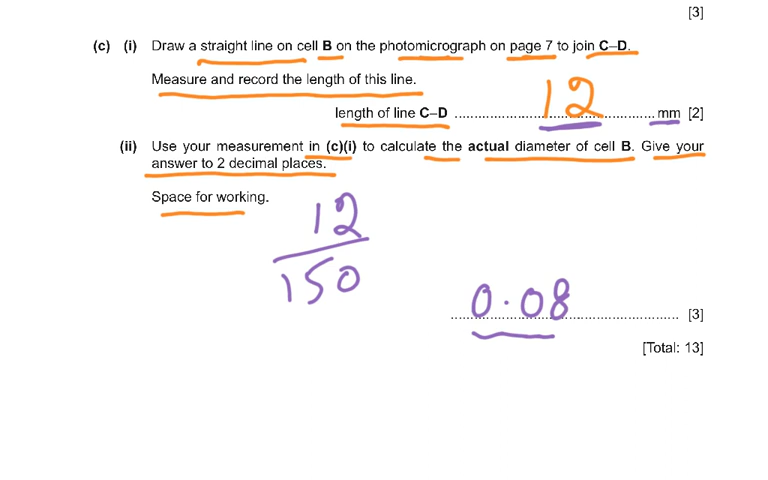 [3]
(c) (i) Draw a straight line on cell B on the photomicrograph on page 7 to join C–D.
Measure and record the length of this line.
length of line C–D ........................12.............. mm [2]
(ii) Use your measurement in (c)(i) to calculate the actual diameter of cell B. Give your
answer to 2 decimal places.
Space for working.
12
150
0.08 [3]
[Total: 13]